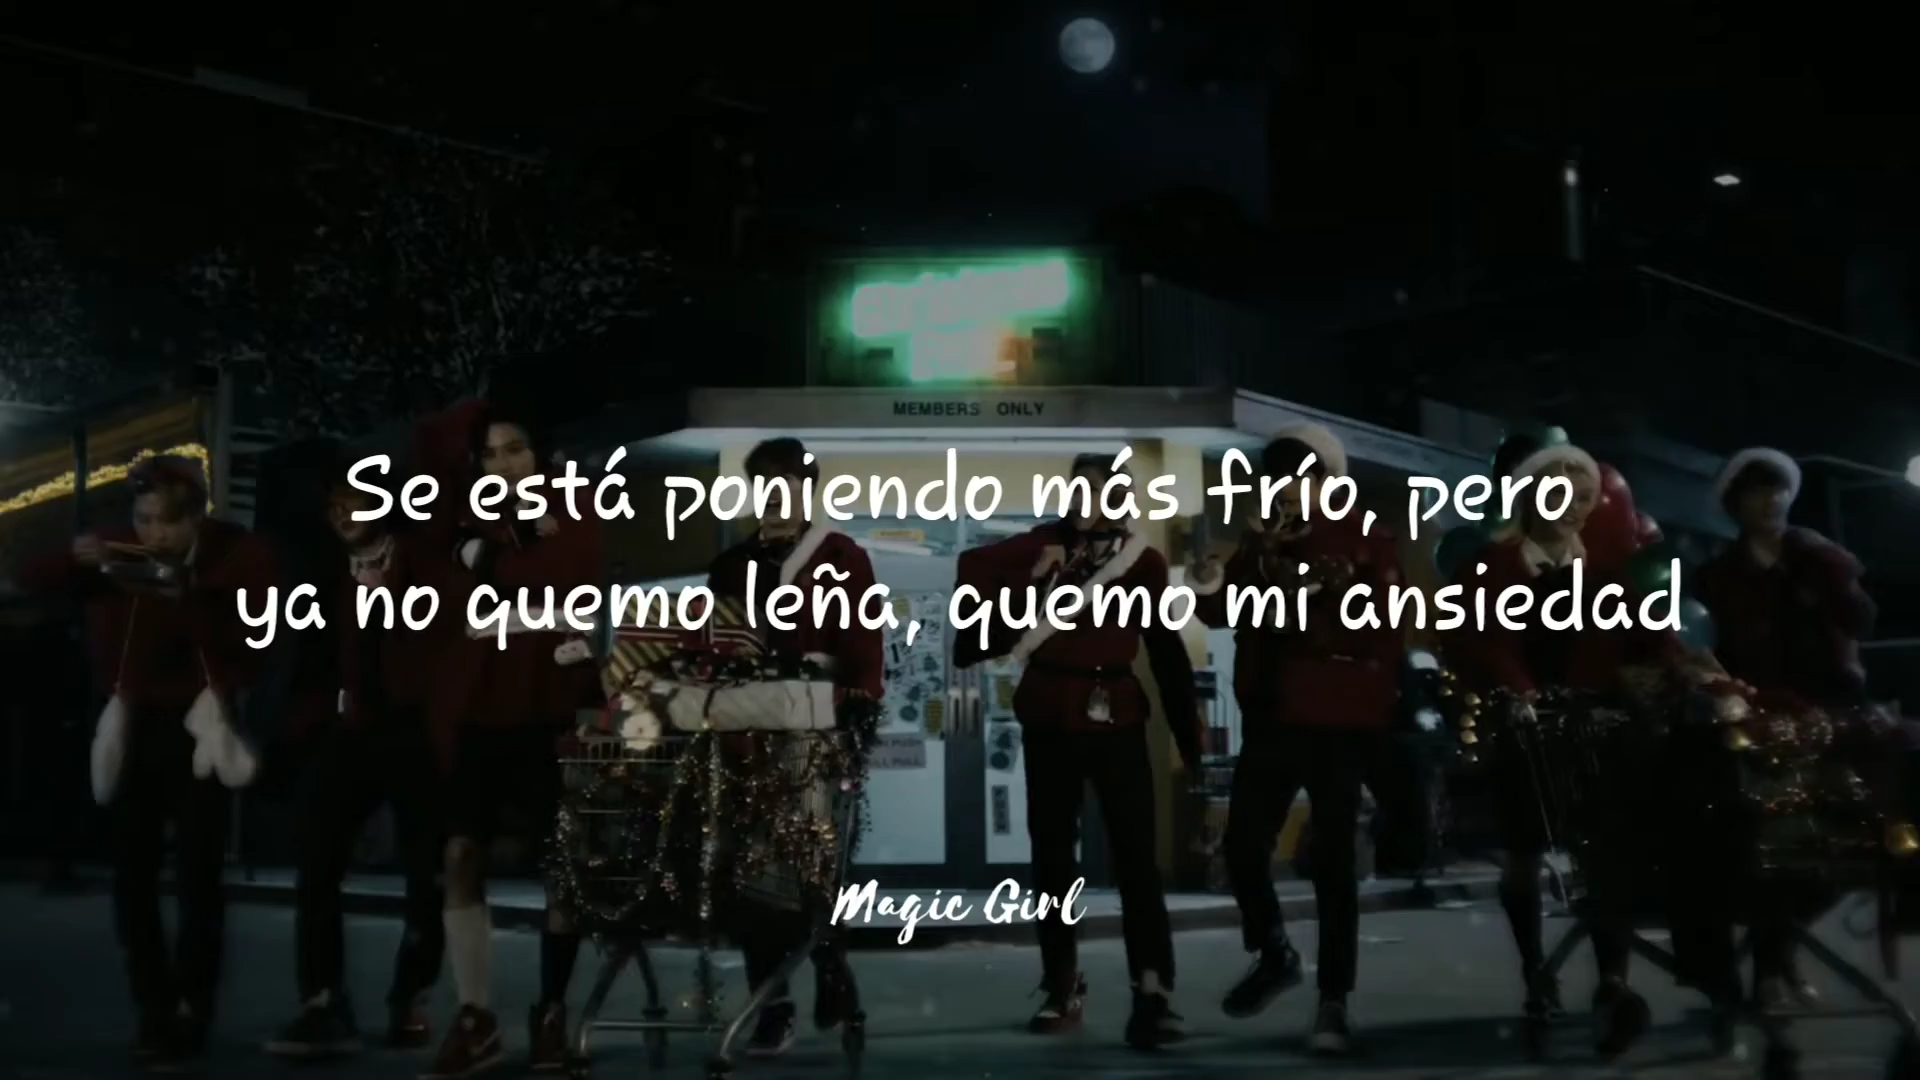 MEMBERS ONLY
Se está poniendo más frío, pero
ya no quemo leña, quemo mi ansiedad
Magic Girl